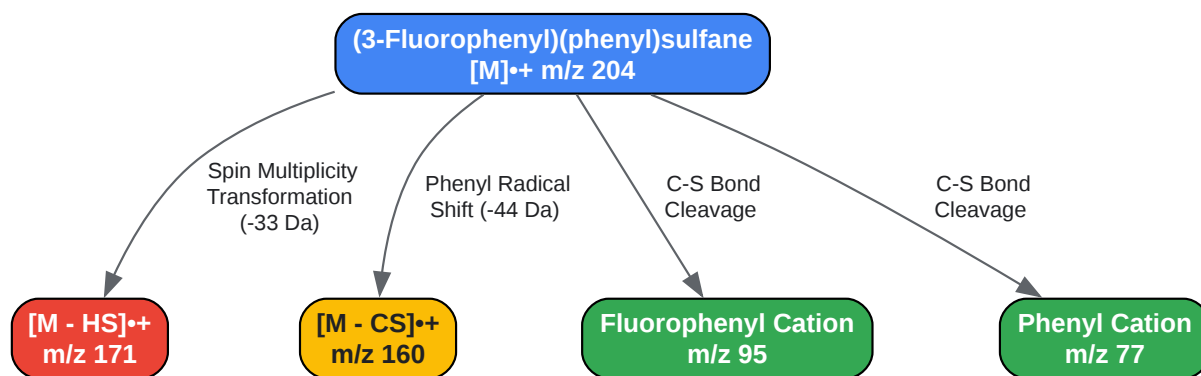 (3-Fluorophenyl)(phenyl)sulfane
[M]•+ m/z 204
Spin Multiplicity
Transformation
(-33 Da)
Phenyl Radical
Shift (-44 Da)
C-S Bond
Cleavage
C-S Bond
Cleavage
[M - HS]•+
m/z 171
[M - CS]•+
m/z 160
Fluorophenyl Cation
m/z 95
Phenyl Cation
m/z 77